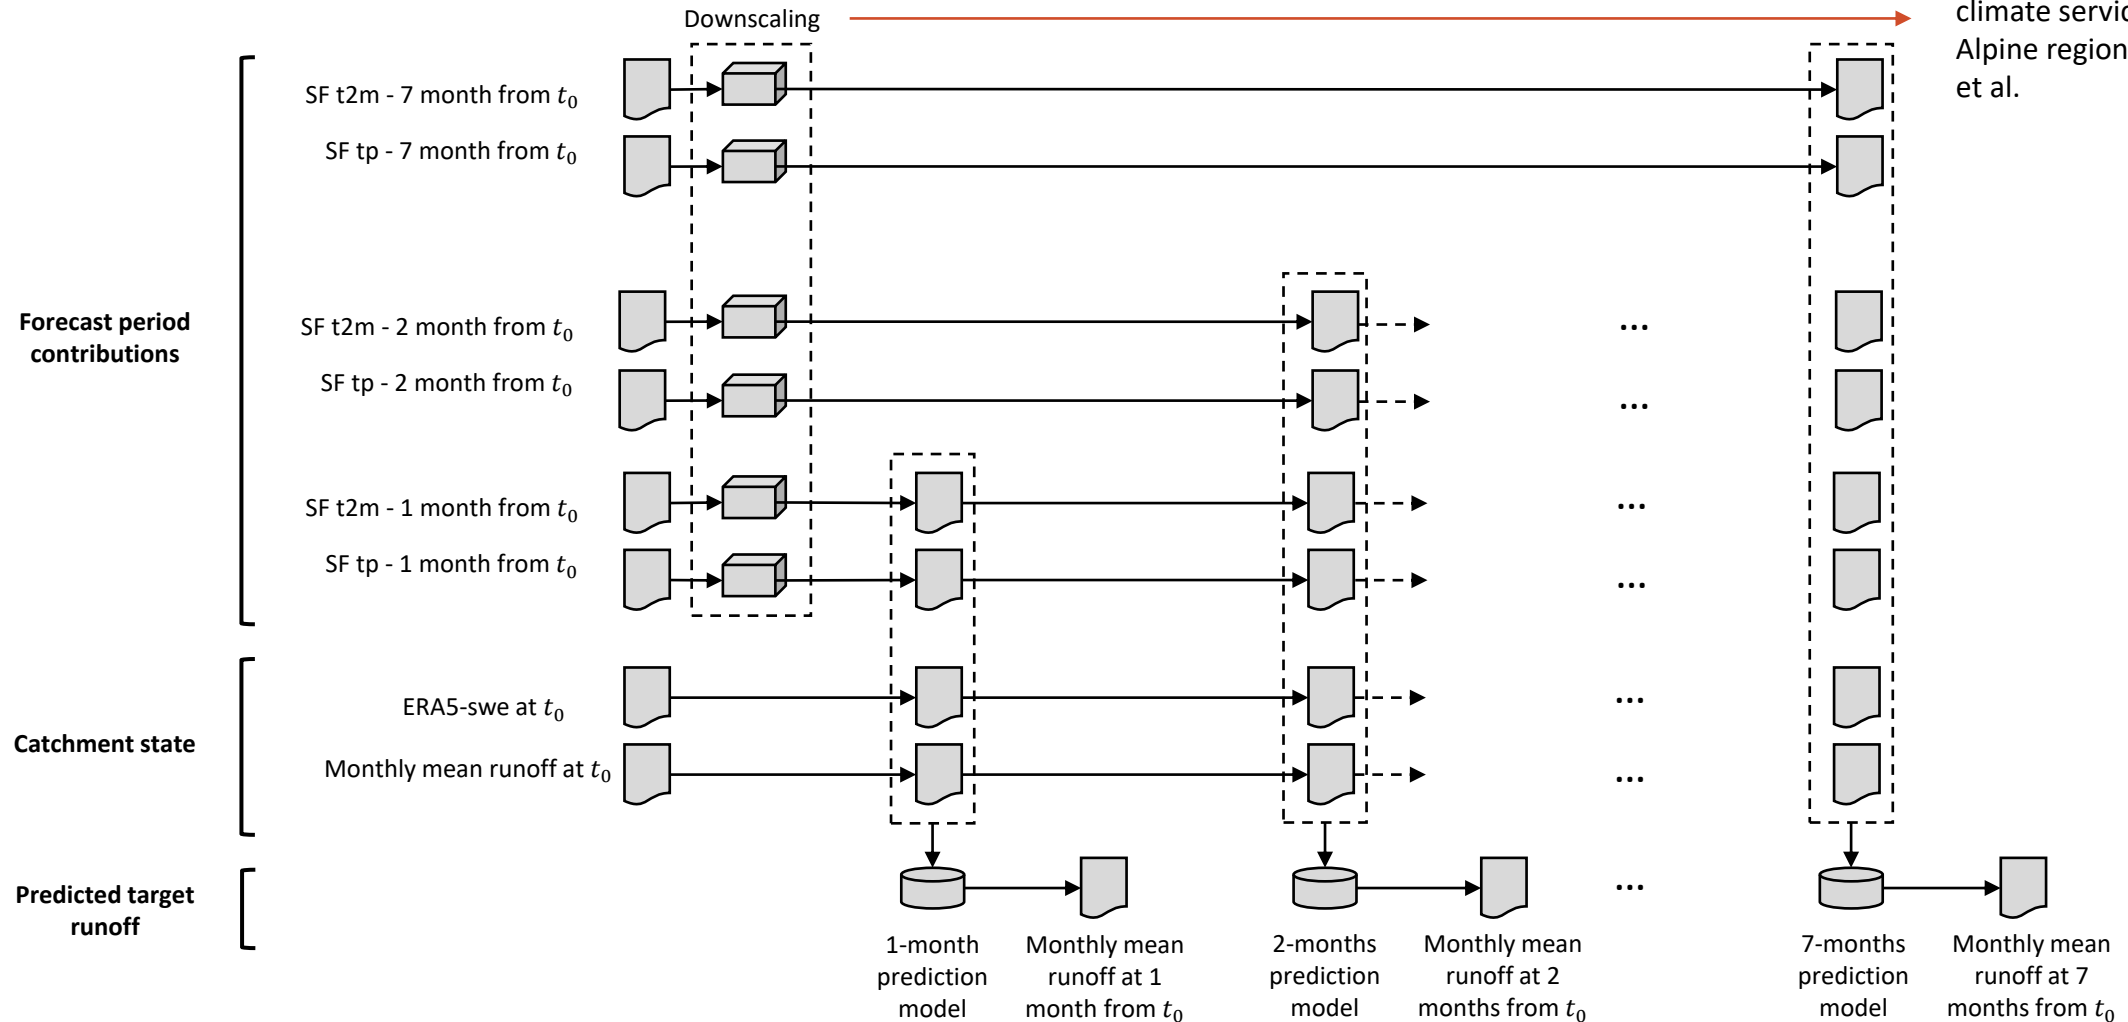 Downscaling
climate servic
Alpine region
et al.
SF t2m - 7 month from t₀
SF tp - 7 month from t₀
Forecast period
contributions
SF t2m - 2 month from t₀
...
SF tp - 2 month from t₀
...
SF t2m - 1 month from t₀
...
SF tp - 1 month from t₀
...
Catchment state
ERA5-swe at t₀
...
Monthly mean runoff at t₀
...
Predicted target
runoff
...
1-month
prediction
model
Monthly mean
runoff at 1
month from t₀
2-months
prediction
model
Monthly mean
runoff at 2
months from t₀
7-months
prediction
model
Monthly mean
runoff at 7
months from t₀